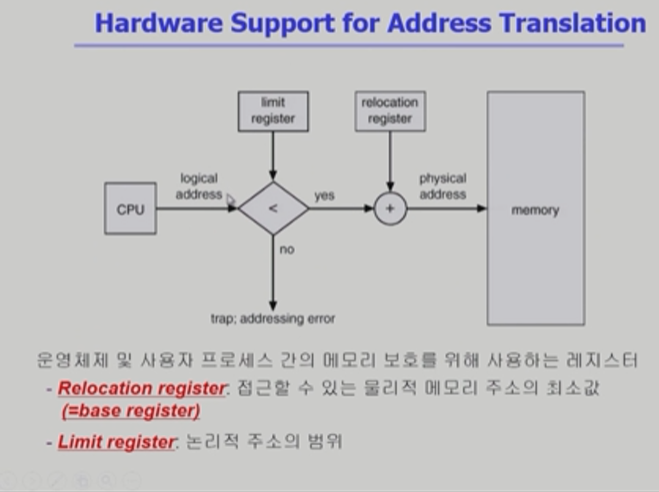 Hardware Support for Address Translation
limit
register
relocation
register
logical
address
physical
address
CPU
<
yes
+
memory
no
trap; addressing error
운영체제 및 사용자 프로세스 간의 메모리 보호를 위해 사용하는 레지스터
- Relocation register: 접근할 수 있는 물리적 메모리 주소의 최소값
(=base register)
- Limit register: 논리적 주소의 범위